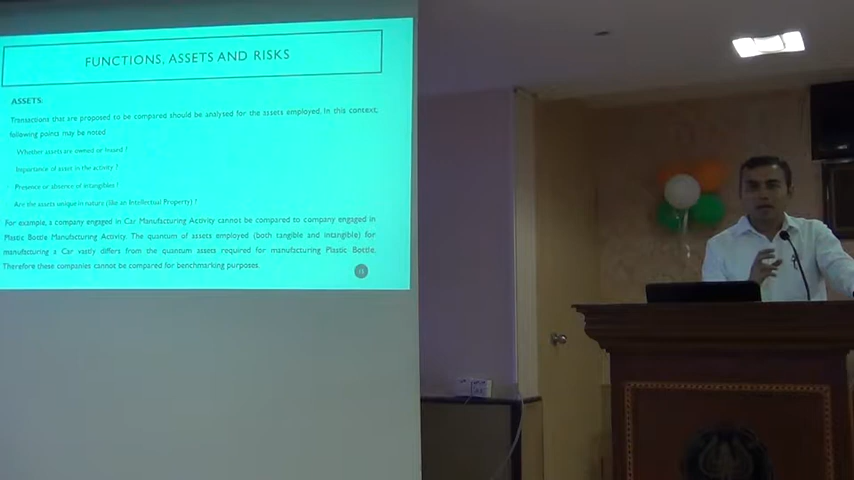 FUNCTIONS, ASSETS AND RISKS
ASSETS:
Transactions that are proposed to be compared should be analysed for the assets employed. In this context,
following points may be noted
Whether assets are owned or leased ?
Importance of asset in the activity ?
Presence or absence of intangibles ?
Are the assets unique in nature (like an Intellectual Property) ?
For example, a company engaged in Car Manufacturing Activity cannot be compared to company engaged in
Plastic Bottle Manufacturing Activity. The quantum of assets employed (both tangible and intangible) for
manufacturing a Car vastly differs from the quantum assets required for manufacturing Plastic Bottle.
Therefore these companies cannot be compared for benchmarking purposes.